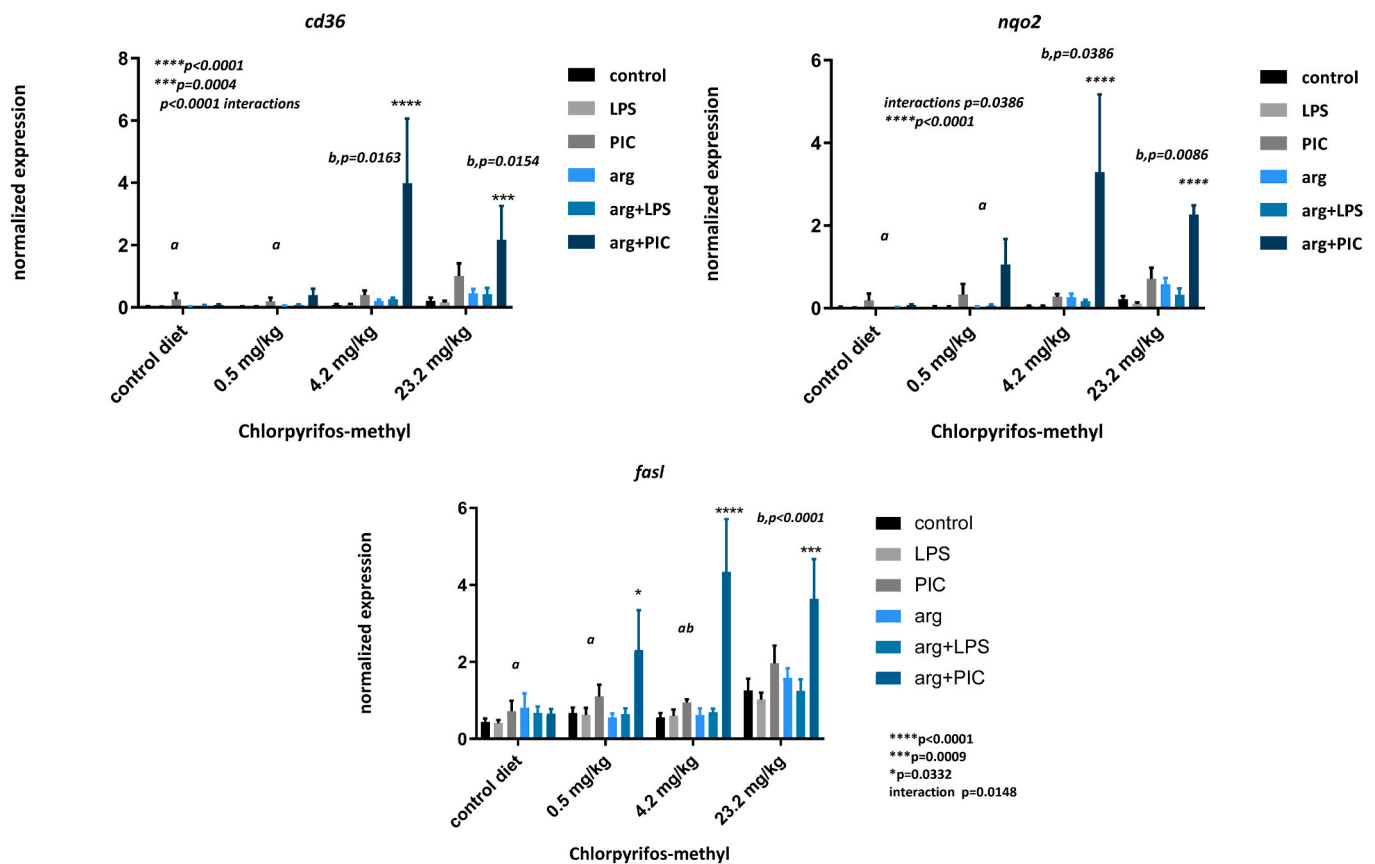 cd36
normalized expression
8
6
4
2
0
****p<0.0001
***p=0.0004
p<0.0001 interactions
a
a
b,p=0.0163
****
b,p=0.0154
***
control diet
0.5 mg/kg
4.2 mg/kg
23.2 mg/kg
Chlorpyrifos-methyl
control
LPS
PIC
arg
arg+LPS
arg+PIC
nqo2
normalized expression
6
4
2
0
interactions p=0.0386
****p<0.0001
a
a
b,p=0.0386
****
b,p=0.0086
****
control diet
0.5 mg/kg
4.2 mg/kg
23.2 mg/kg
Chlorpyrifos-methyl
control
LPS
PIC
arg
arg+LPS
arg+PIC
fasl
normalized expression
6
4
2
0
a
a
*
ab
****
b,p<0.0001
***
control diet
0.5 mg/kg
4.2 mg/kg
23.2 mg/kg
Chlorpyrifos-methyl
control
LPS
PIC
arg
arg+LPS
arg+PIC
****p<0.0001
***p=0.0009
*p=0.0332
interaction p=0.0148